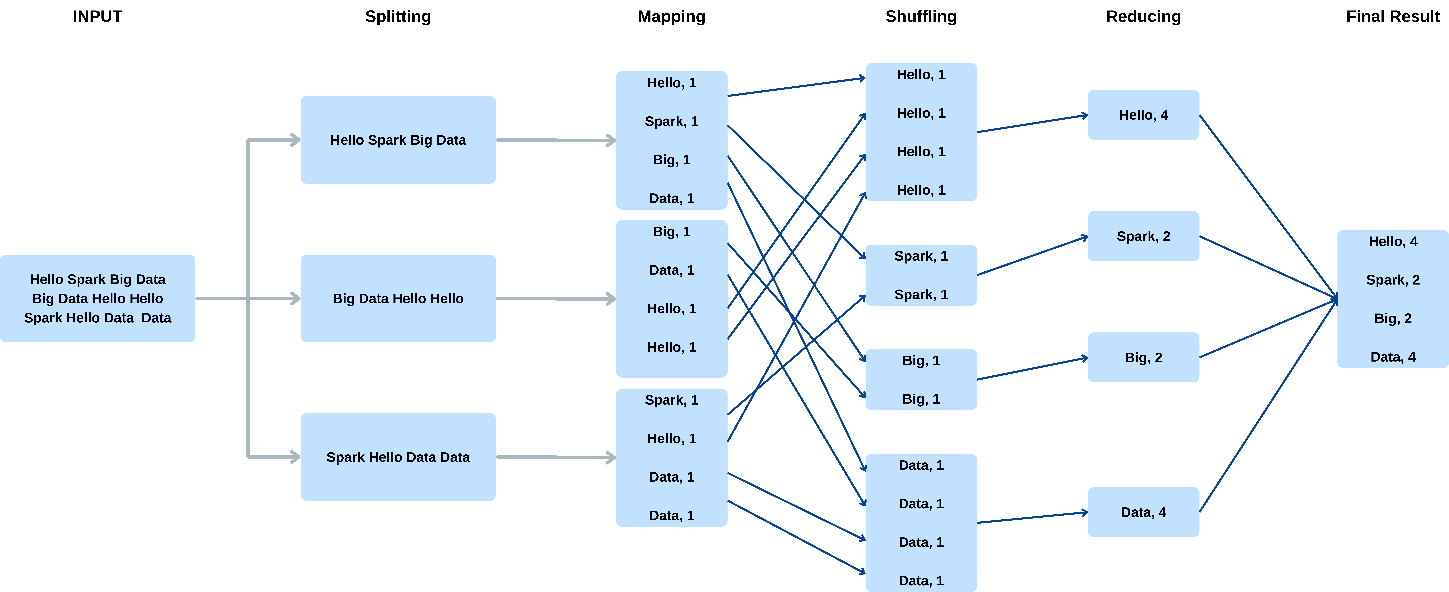 INPUT
Splitting
Mapping
Shuffling
Reducing
Final Result
Hello Spark Big Data
Big Data Hello Hello
Spark Hello Data  Data
Hello Spark Big Data
Big Data Hello Hello
Spark Hello Data Data
Hello, 1
Spark, 1
Big, 1
Data, 1
Big, 1
Data, 1
Hello, 1
Hello, 1
Spark, 1
Hello, 1
Data, 1
Data, 1
Hello, 1
Hello, 1
Hello, 1
Hello, 1
Spark, 1
Spark, 1
Big, 1
Big, 1
Data, 1
Data, 1
Data, 1
Data, 1
Hello, 4
Spark, 2
Big, 2
Data, 4
Hello, 4
Spark, 2
Big, 2
Data, 4